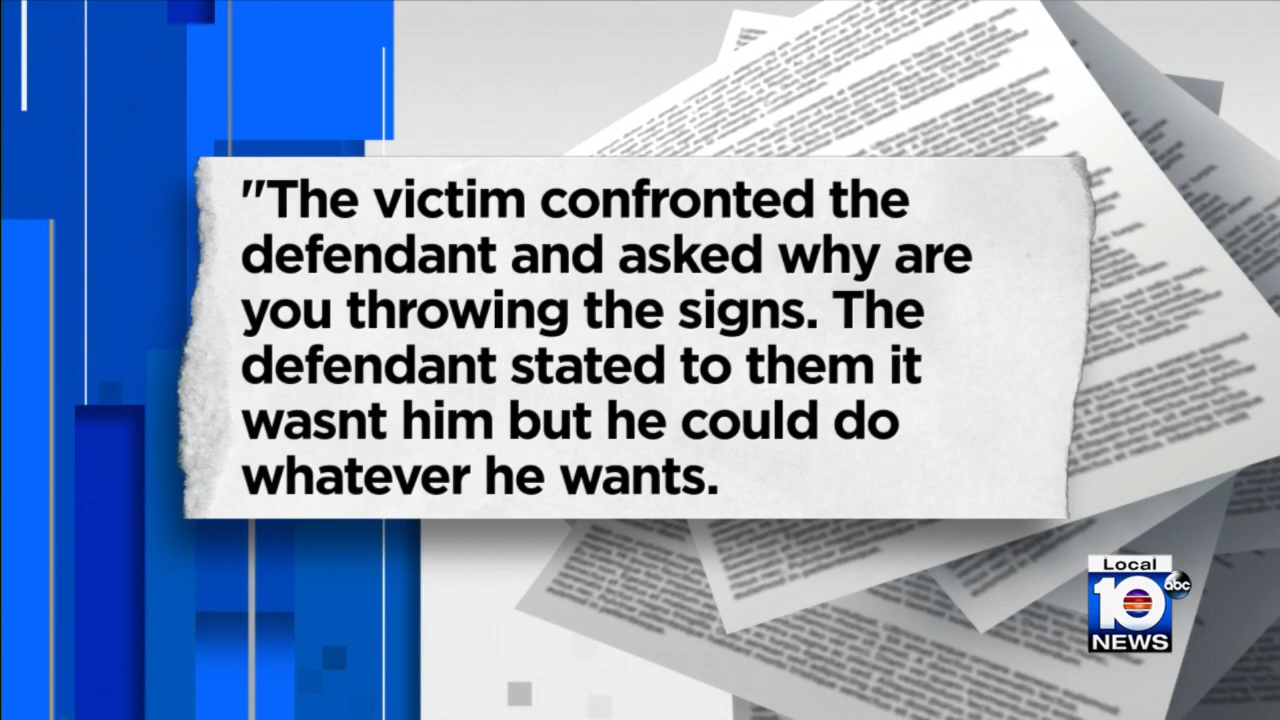 "The victim confronted the
defendant and asked why are
you throwing the signs. The
defendant stated to them it
wasnt him but he could do
whatever he wants.
Local
10 abc
NEWS